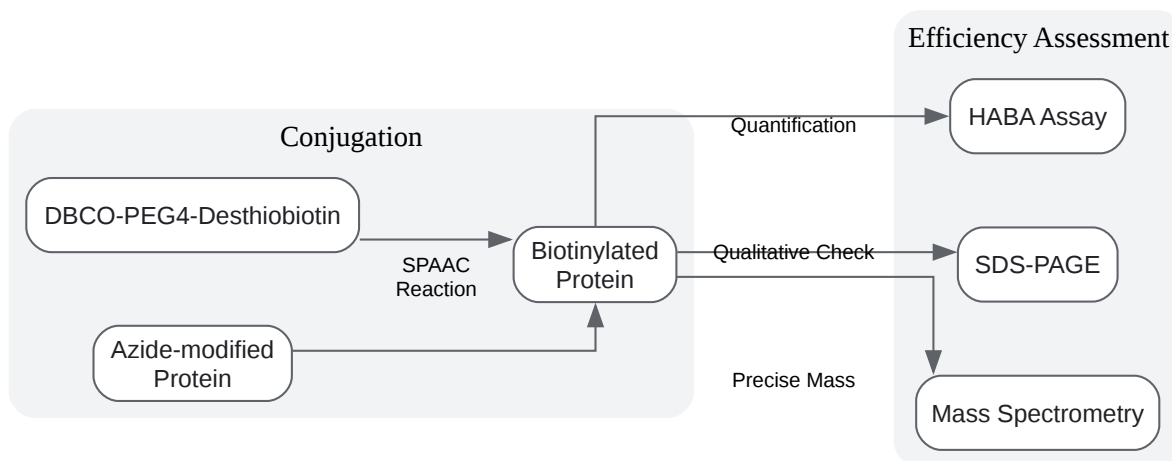 Efficiency Assessment
Conjugation
HABA Assay
Quantification
DBCO-PEG4-Desthiobiotin
SPAAC
Reaction
Biotinylated
Protein
Qualitative Check
SDS-PAGE
Azide-modified
Protein
Precise Mass
Mass Spectrometry